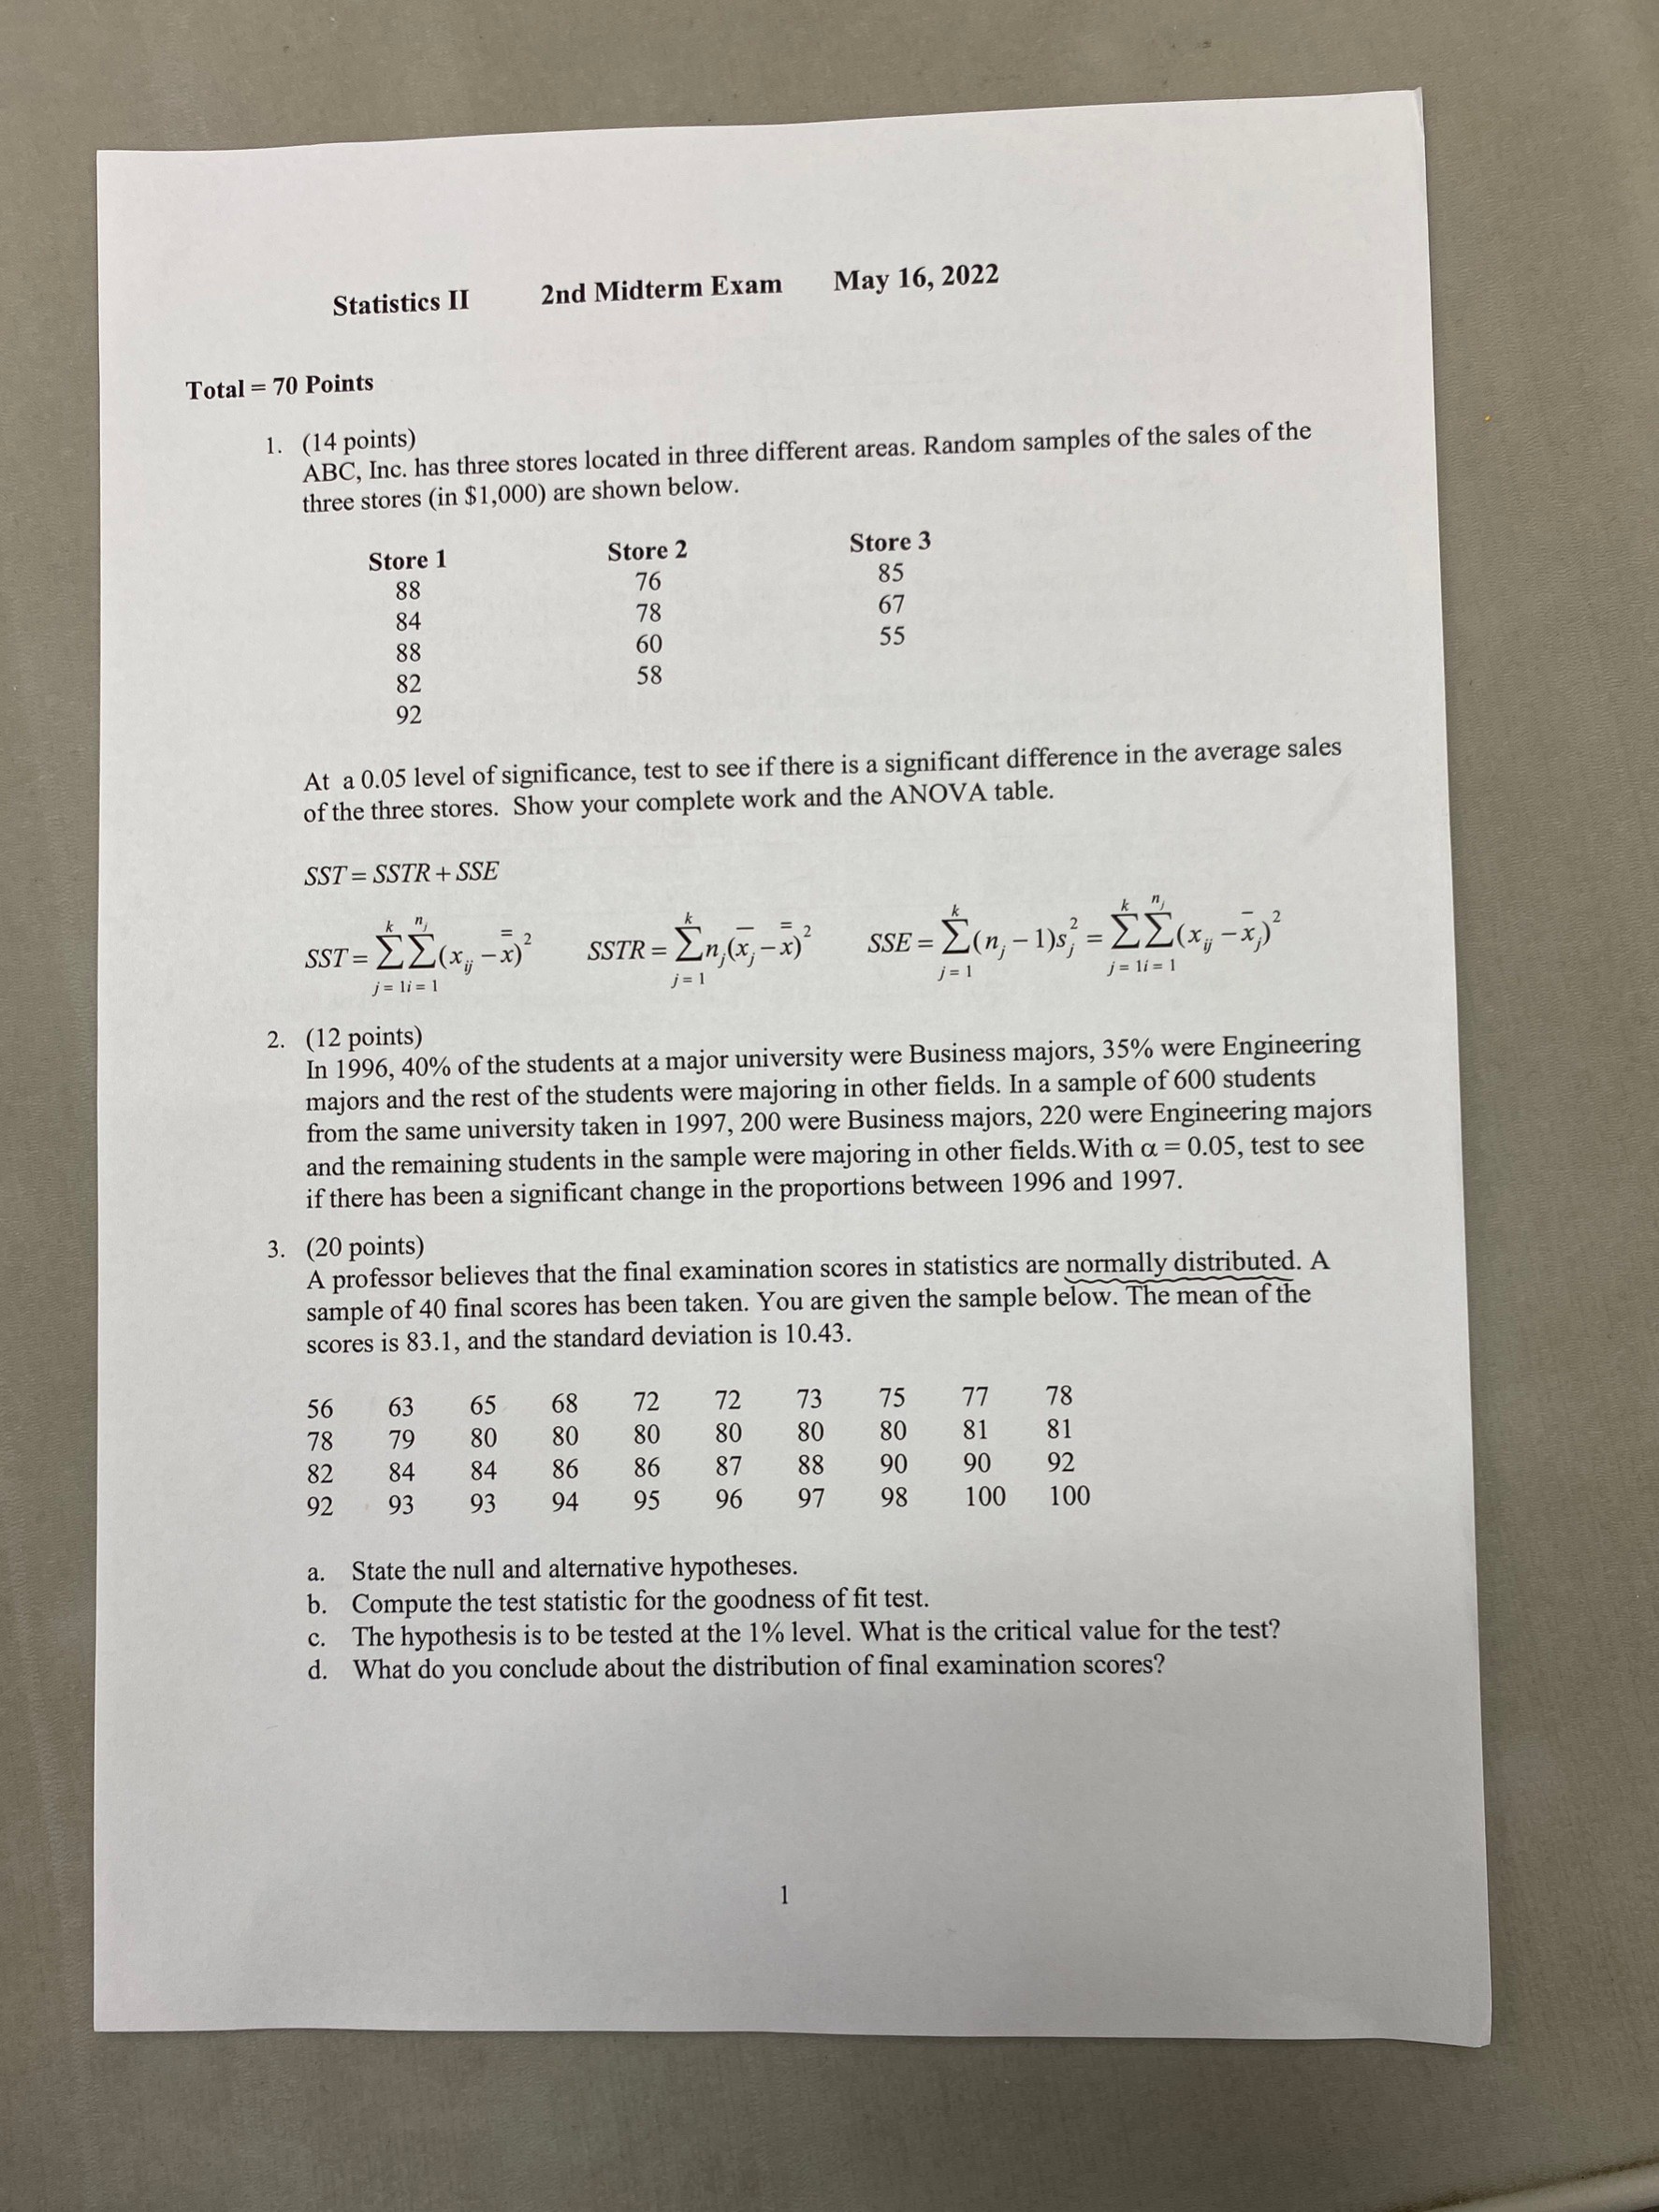 Statistics II 2nd Midterm Exam May 16, 2022
Total = 70 Points
1. (14 points)
ABC, Inc. has three stores located in three different areas. Random samples of the sales of the
three stores (in $1,000) are shown below.
Store 1 Store 2 Store 3
88 76 85
84 78 67
88 60 55
82 58
92
At a 0.05 level of significance, test to see if there is a significant difference in the average sales
of the three stores. Show your complete work and the ANOVA table.
SST = SSTR + SSE
SST = \sum_{j=1}^{k}\sum_{i=1}^{n_j}(x_{ij} - \bar{\bar{x}})^2 SSTR = \sum_{j=1}^{k} n_j(\bar{x}_j - \bar{\bar{x}})^2 SSE = \sum_{j=1}^{k}(n_j - 1)s_j^2 = \sum_{j=1}^{k}\sum_{i=1}^{n_j}(x_{ij} - \bar{x}_j)^2
2. (12 points)
In 1996, 40% of the students at a major university were Business majors, 35% were Engineering
majors and the rest of the students were majoring in other fields. In a sample of 600 students
from the same university taken in 1997, 200 were Business majors, 220 were Engineering majors
and the remaining students in the sample were majoring in other fields.With α = 0.05, test to see
if there has been a significant change in the proportions between 1996 and 1997.
3. (20 points)
A professor believes that the final examination scores in statistics are normally distributed. A
sample of 40 final scores has been taken. You are given the sample below. The mean of the
scores is 83.1, and the standard deviation is 10.43.
56 63 65 68 72 72 73 75 77 78
78 79 80 80 80 80 80 80 81 81
82 84 84 86 86 87 88 90 90 92
92 93 93 94 95 96 97 98 100 100
a. State the null and alternative hypotheses.
b. Compute the test statistic for the goodness of fit test.
c. The hypothesis is to be tested at the 1% level. What is the critical value for the test?
d. What do you conclude about the distribution of final examination scores?
1